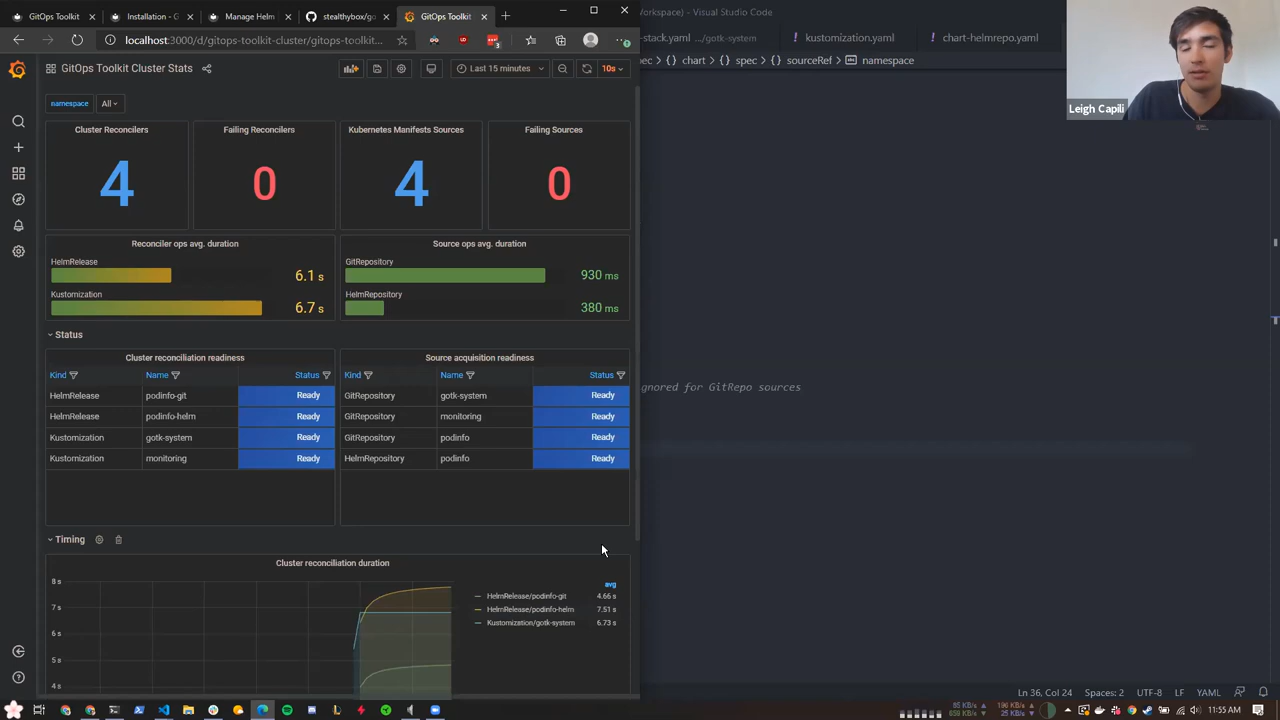 GitOps Toolkit
Installation - G
Manage Helm
stealthybox/go
GitOps Toolkit
Workspace) - Visual Studio Code
localhost:3000/d/gitops-toolkit-cluster/gitops-toolkit...
3
-stack.yaml .../gotk-system
kustomization.yaml
chart-helmrepo.yaml
GitOps Toolkit Cluster Stats
Last 15 minutes
10s
pec > {} chart > {} spec > {} sourceRef > namespace
Leigh Capili
namespace
All
Cluster Reconcilers
Failing Reconcilers
Kubernetes Manifests Sources
Failing Sources
4
0
4
0
Reconciler ops avg. duration
Source ops avg. duration
HelmRelease
6.1 s
GitRepository
930 ms
Kustomization
6.7 s
HelmRepository
380 ms
Status
Cluster reconciliation readiness
Source acquisition readiness
Kind Name Status
Kind Name Status
HelmRelease podinfo-git Ready
GitRepository gotk-system Ready
HelmRelease podinfo-helm Ready
GitRepository monitoring Ready
Kustomization gotk-system Ready
GitRepository podinfo Ready
Kustomization monitoring Ready
HelmRepository podinfo Ready
gnored for GitRepo sources
Timing
Cluster reconciliation duration
8 s
7 s
6 s
5 s
4 s
avg
HelmRelease/podinfo-git 4.66 s
HelmRelease/podinfo-helm 7.51 s
Kustomization/gotk-system 6.73 s
Ln 36, Col 24
Spaces: 2
UTF-8
LF
YAML
11:55 AM